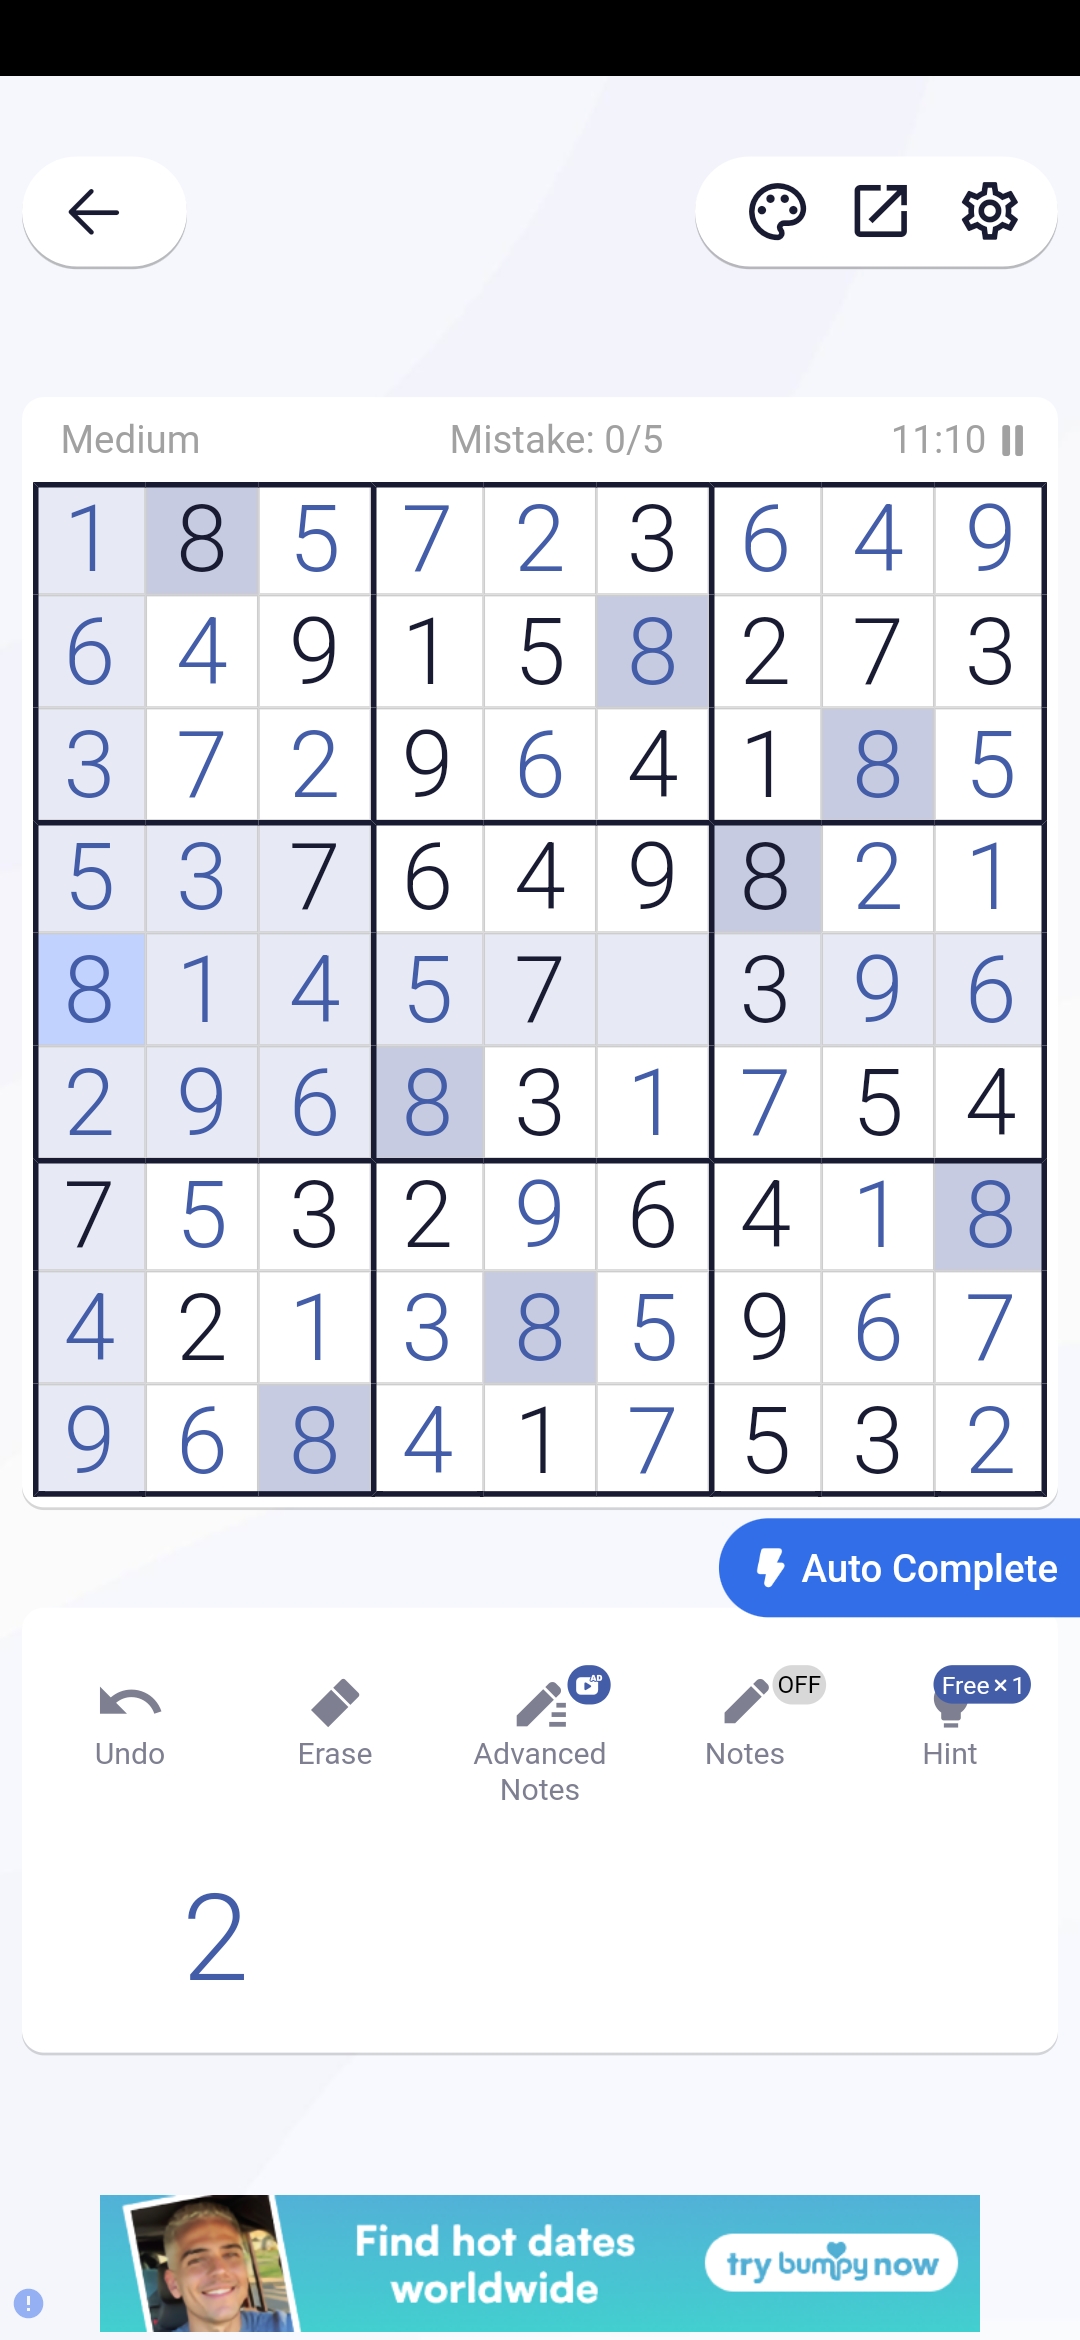 Medium Mistake: 0/5 11:10
1 8 5 7 2 3 6 4 9
6 4 9 1 5 8 2 7 3
3 7 2 9 6 4 1 8 5
5 3 7 6 4 9 8 2 1
8 1 4 5 7 3 9 6
2 9 6 8 3 1 7 5 4
7 5 3 2 9 6 4 1 8
4 2 1 3 8 5 9 6 7
9 6 8 4 1 7 5 3 2
Auto Complete
AD OFF Free×1
Undo Erase Advanced Notes Hint
Notes
2
Find hot dates
worldwide
try bumpy now
!